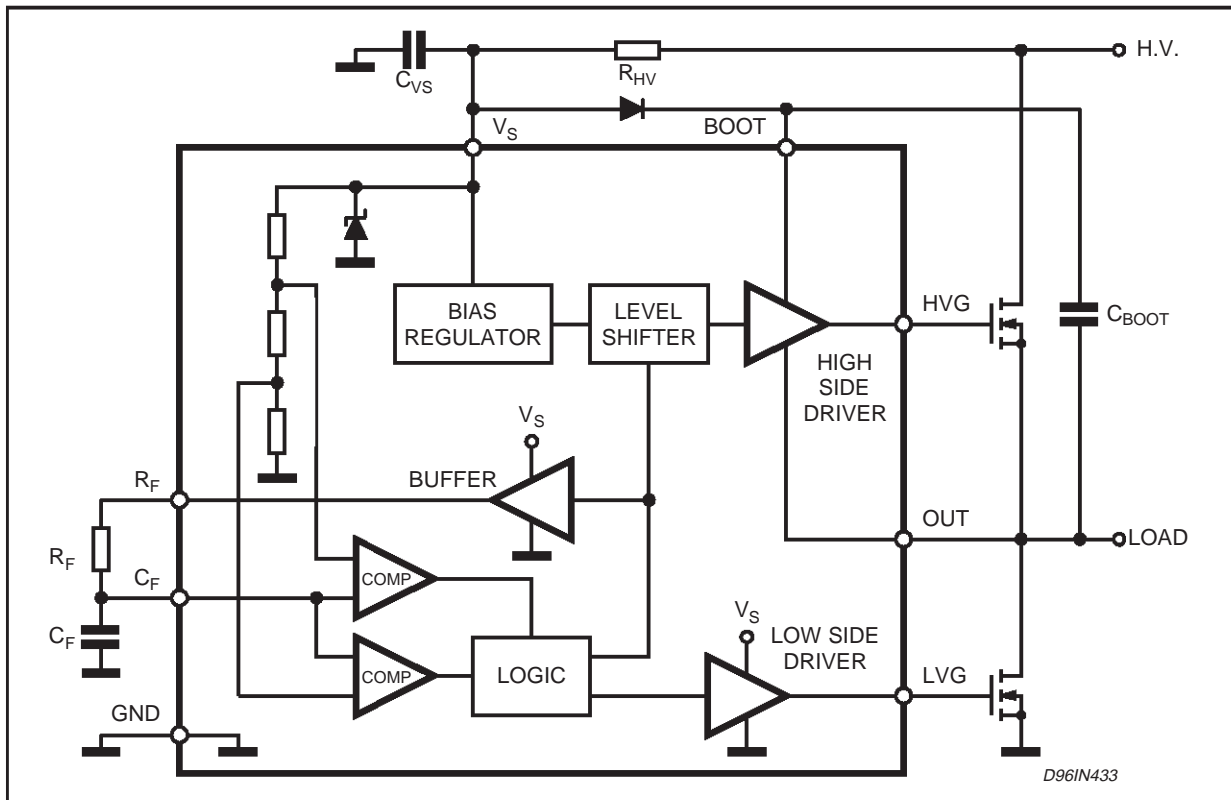 H.V.
C_VS
R_HV
V_S
BOOT
BIAS
REGULATOR
LEVEL
SHIFTER
HVG
C_BOOT
HIGH
SIDE
DRIVER
V_S
R_F
BUFFER
OUT
LOAD
R_F
C_F
COMP
C_F
V_S
LOW SIDE
DRIVER
COMP
LOGIC
LVG
GND
D96IN433